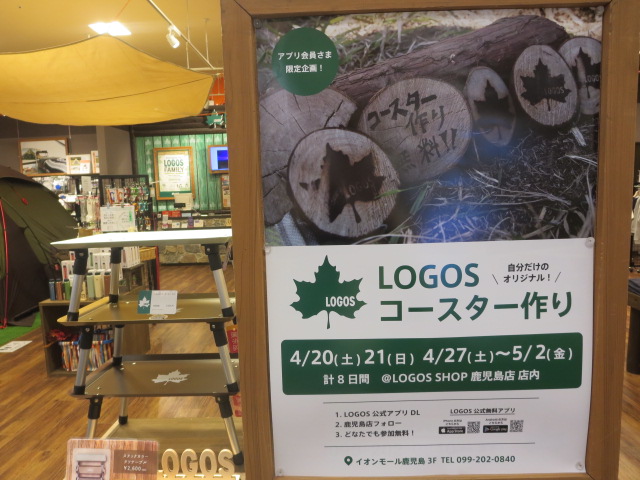 アプリ会員さま
限定企画！
コースター
作り
無料!!
LOGOS
FAMILY
LOGOS
LOGOS
自分だけの
オリジナル！
コースター作り
4/20(土)21(日) 4/27(土)～5/2(金)
計８日間 @LOGOS SHOP 鹿児島店 店内
1. LOGOS 公式アプリ DL
2. 鹿児島店フォロー
3. どなたでも参加無料！
LOGOS 公式無料アプリ
イオンモール鹿児島 3F TEL 099-202-0840
LOGOS